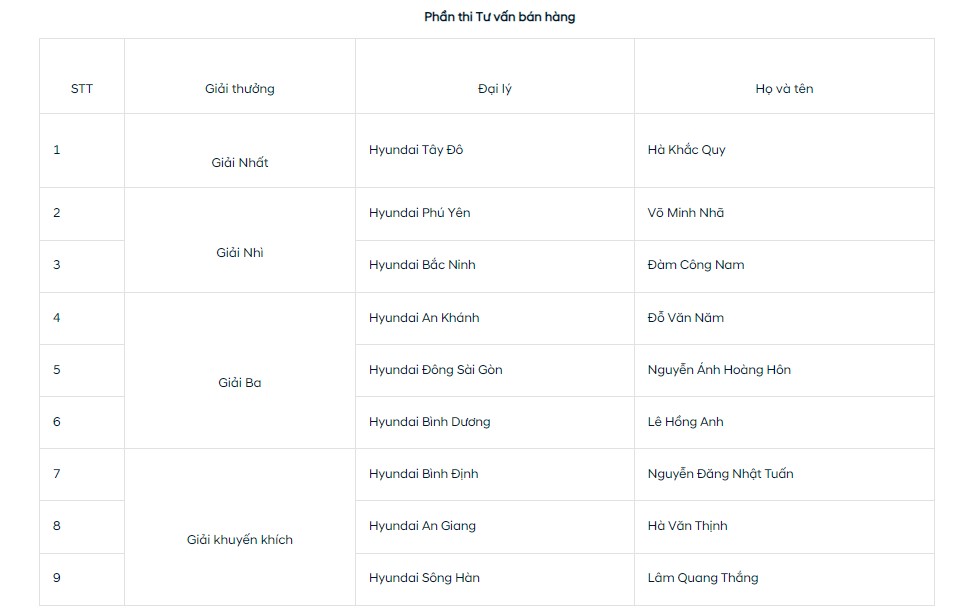 Phần thi Tư vấn bán hàng
STT Giải thưởng Đại lý Họ và tên
1 Giải Nhất Hyundai Tây Đô Hà Khắc Quy
2 Giải Nhì Hyundai Phú Yên Võ Minh Nhã
3 Hyundai Bắc Ninh Đàm Công Nam
4 Giải Ba Hyundai An Khánh Đỗ Văn Năm
5 Hyundai Đông Sài Gòn Nguyễn Ánh Hoàng Hôn
6 Hyundai Bình Dương Lê Hồng Anh
7 Giải khuyến khích Hyundai Bình Định Nguyễn Đăng Nhật Tuấn
8 Hyundai An Giang Hà Văn Thịnh
9 Hyundai Sông Hàn Lâm Quang Thắng